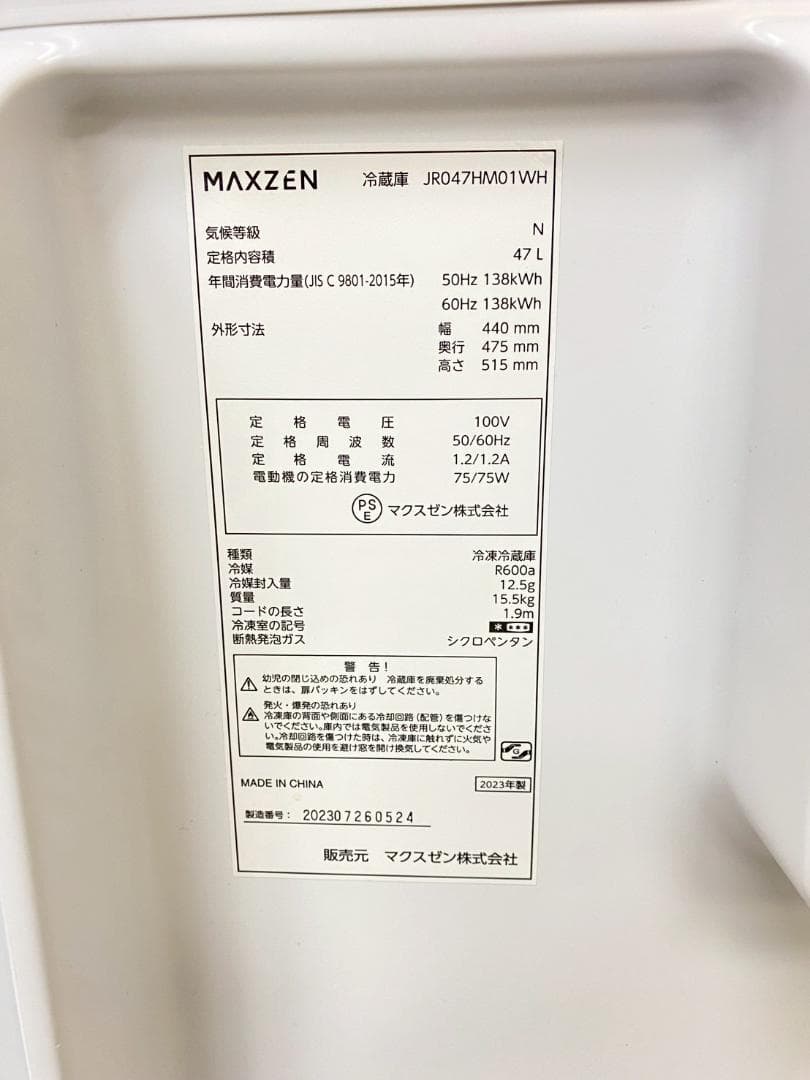 MAXZEN 冷蔵庫 JR047HM01WH
気候等級 N
定格内容積 47 L
年間消費電力量(JIS C 9801-2015年) 50Hz 138kWh
60Hz 138kWh
外形寸法 幅 440 mm
奥行 475 mm
高さ 515 mm
定格電圧 100V
定格周波数 50/60Hz
定格電流 1.2/1.2A
電動機の定格消費電力 75/75W
PSE マクスゼン株式会社
種類 冷凍冷蔵庫
冷媒 R600a
冷媒封入量 12.5g
質量 15.5kg
コードの長さ 1.9m
冷凍室の記号 * ***
断熱発泡ガス シクロペンタン
警 告!
幼児の閉じ込めの恐れあり 冷蔵庫を廃棄処分する
ときは、扉パッキンをはずしてください。
発火・爆発の恐れあり
冷凍庫の背面や側面にある冷却回路(配管)を傷つけな
いでください。庫内では電気製品を使用しないでくださ
い。冷却回路を傷つけた時は、冷凍庫に触れずに火気や
電気製品の使用を避け窓を開け換気してください。
G
MADE IN CHINA 2023年製
製造番号: 202307260524
販売元 マクスゼン株式会社